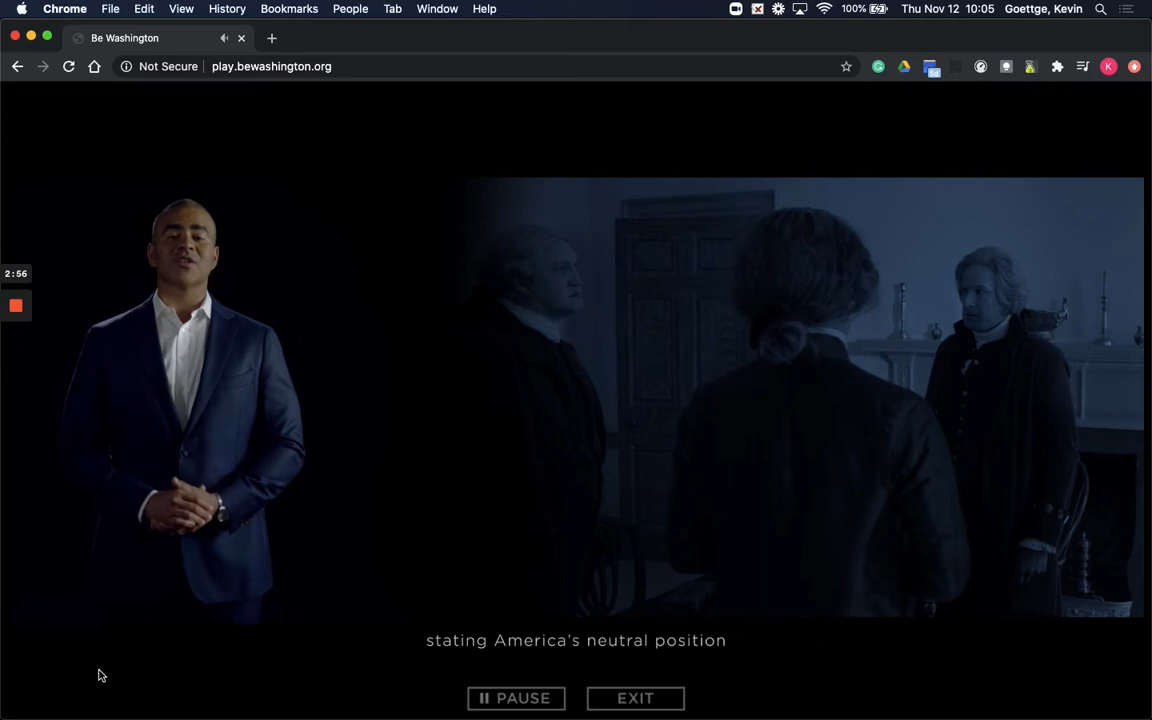 Chrome File Edit View History Bookmarks People Tab Window Help 100% Thu Nov 12 10:05 Goettge, Kevin
Be Washington
Not Secure play.bewashington.org
5d K
2:56
stating America's neutral position
PAUSE EXIT